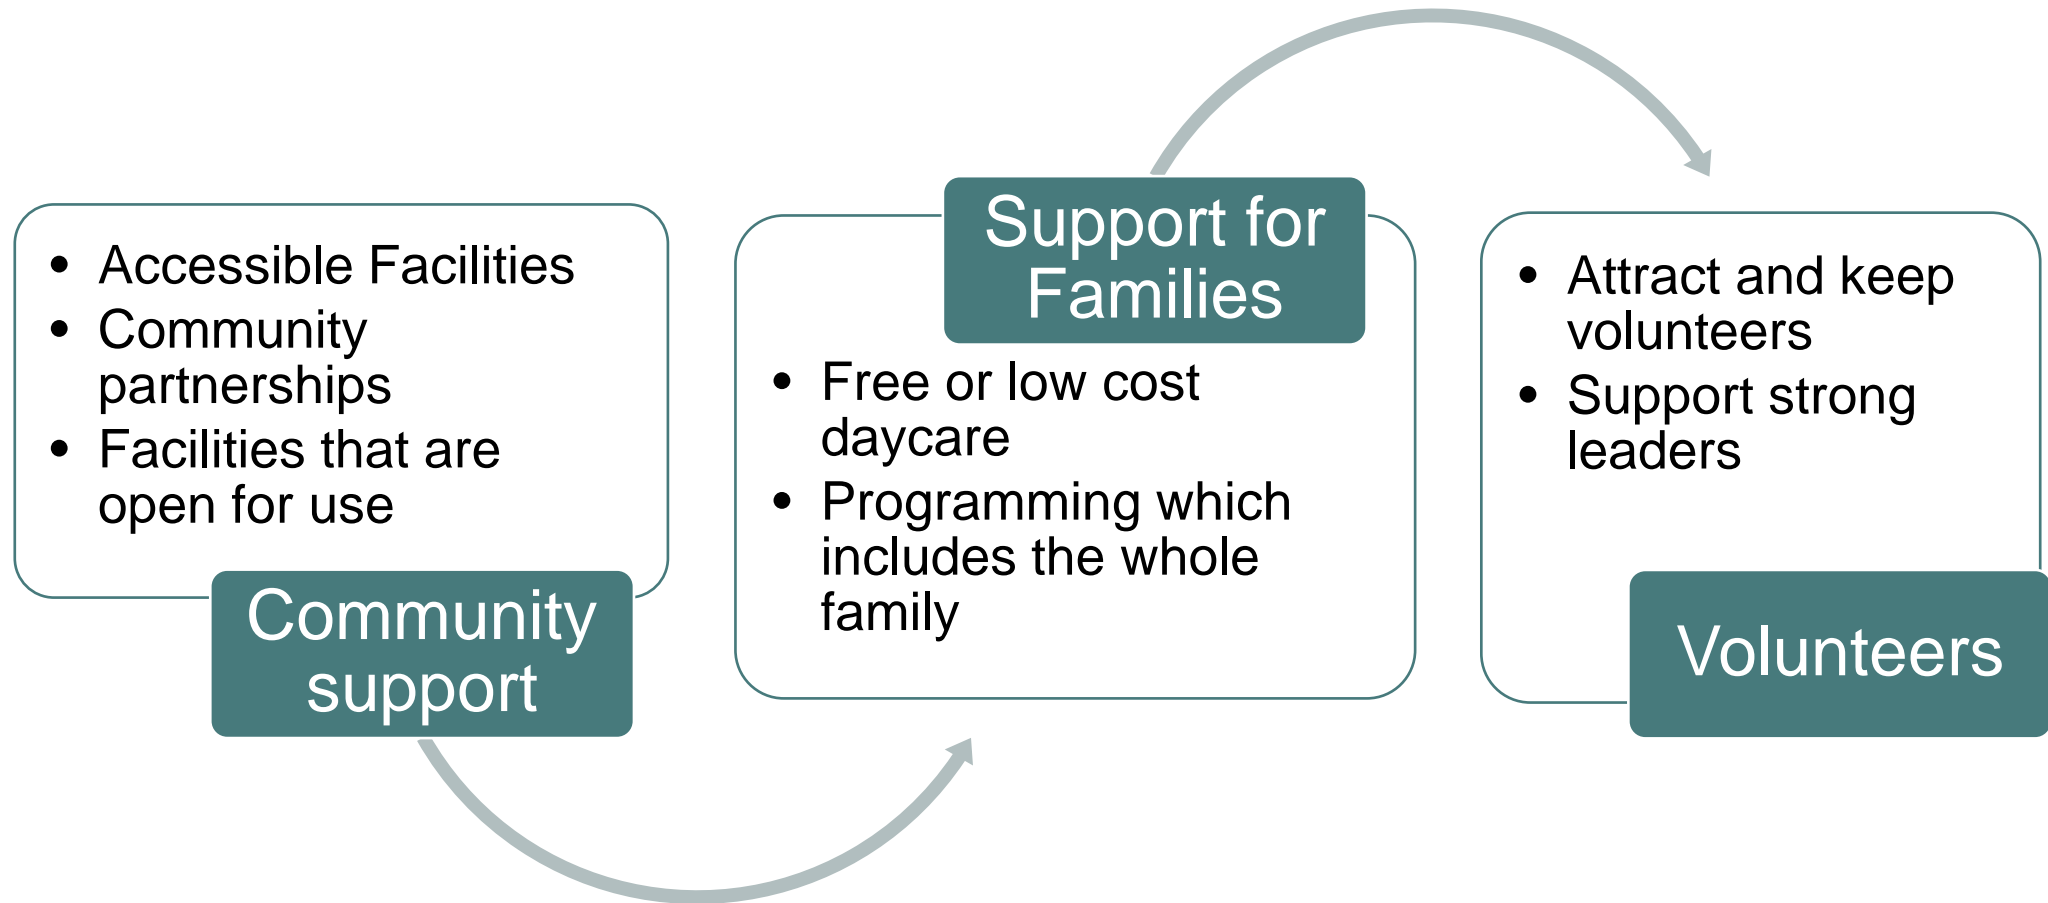 • Accessible Facilities
• Community
partnerships
• Facilities that are
open for use
Community
support
Support for
Families
• Free or low cost
daycare
• Programming which
includes the whole
family
• Attract and keep
volunteers
• Support strong
leaders
Volunteers